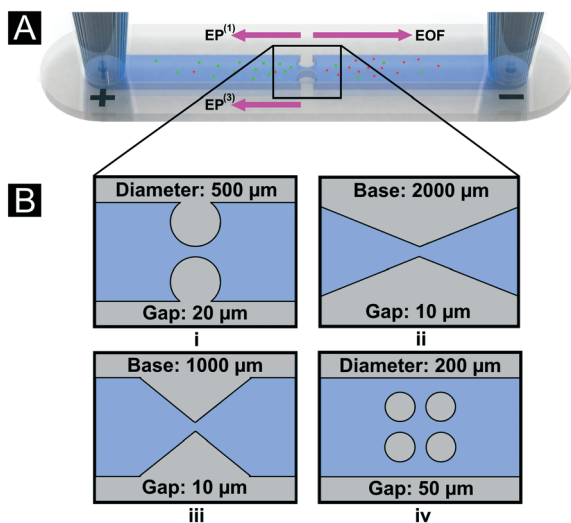 A
EP(1)
EOF
+
−
EP(3)
B
Diameter: 500 µm
Gap: 20 µm
i
Base: 2000 µm
Gap: 10 µm
ii
Base: 1000 µm
Gap: 10 µm
iii
Diameter: 200 µm
Gap: 50 µm
iv